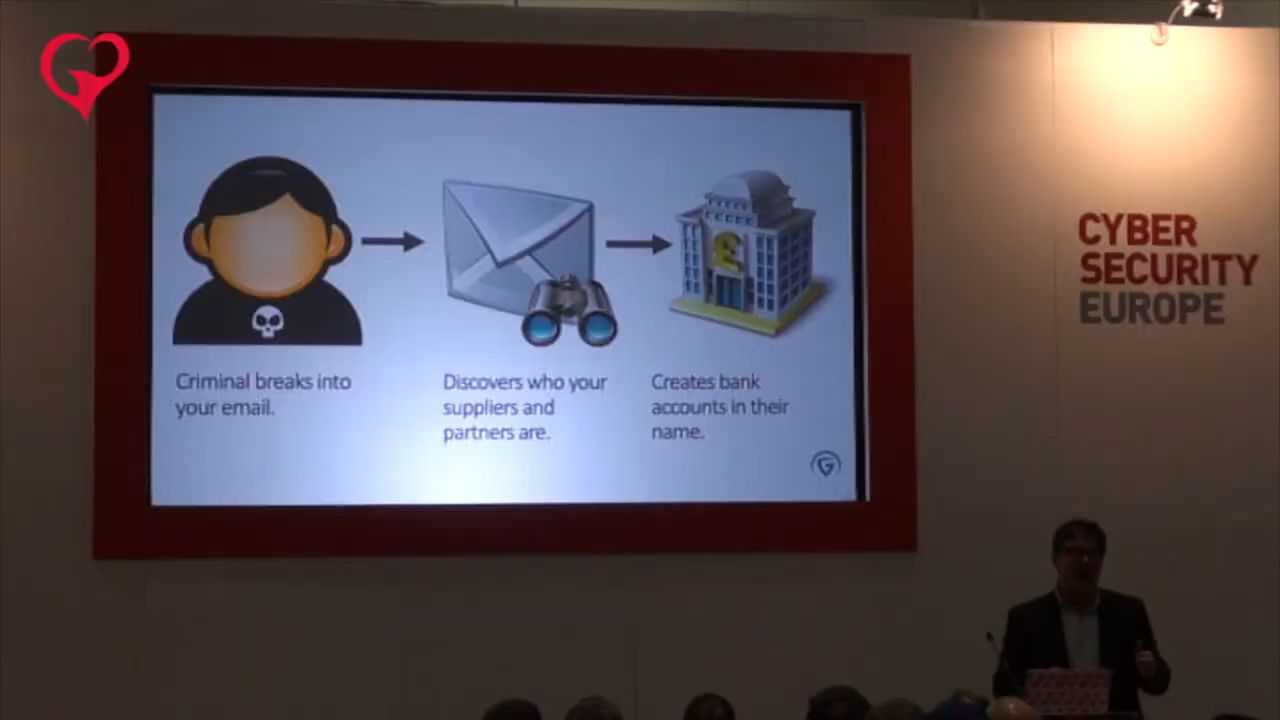 Criminal breaks into
your email.
Discovers who your
suppliers and
partners are.
Creates bank
accounts in their
name.
£
CYBER
SECURITY
EUROPE